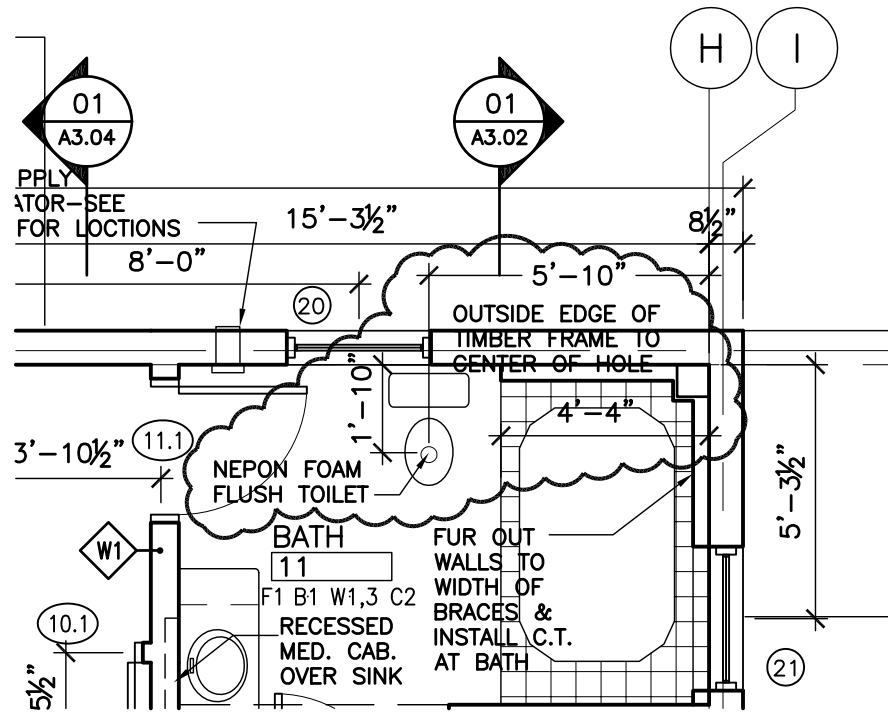 H
I
01
A3.04
01
A3.02
PPLY
ATOR-SEE
FOR LOCTIONS
15'-3½"
8½"
8'-0"
5'-10"
20
OUTSIDE EDGE OF
TIMBER FRAME TO
CENTER OF HOLE
1'-10"
4'-4"
3'-10½"
11.1
NEPON FOAM
FLUSH TOILET
5'-3½"
W1
BATH
11
F1 B1 W1,3 C2
FUR OUT
WALLS TO
WIDTH OF
BRACES &
INSTALL C.T.
AT BATH
10.1
RECESSED
MED. CAB.
OVER SINK
5½"
21